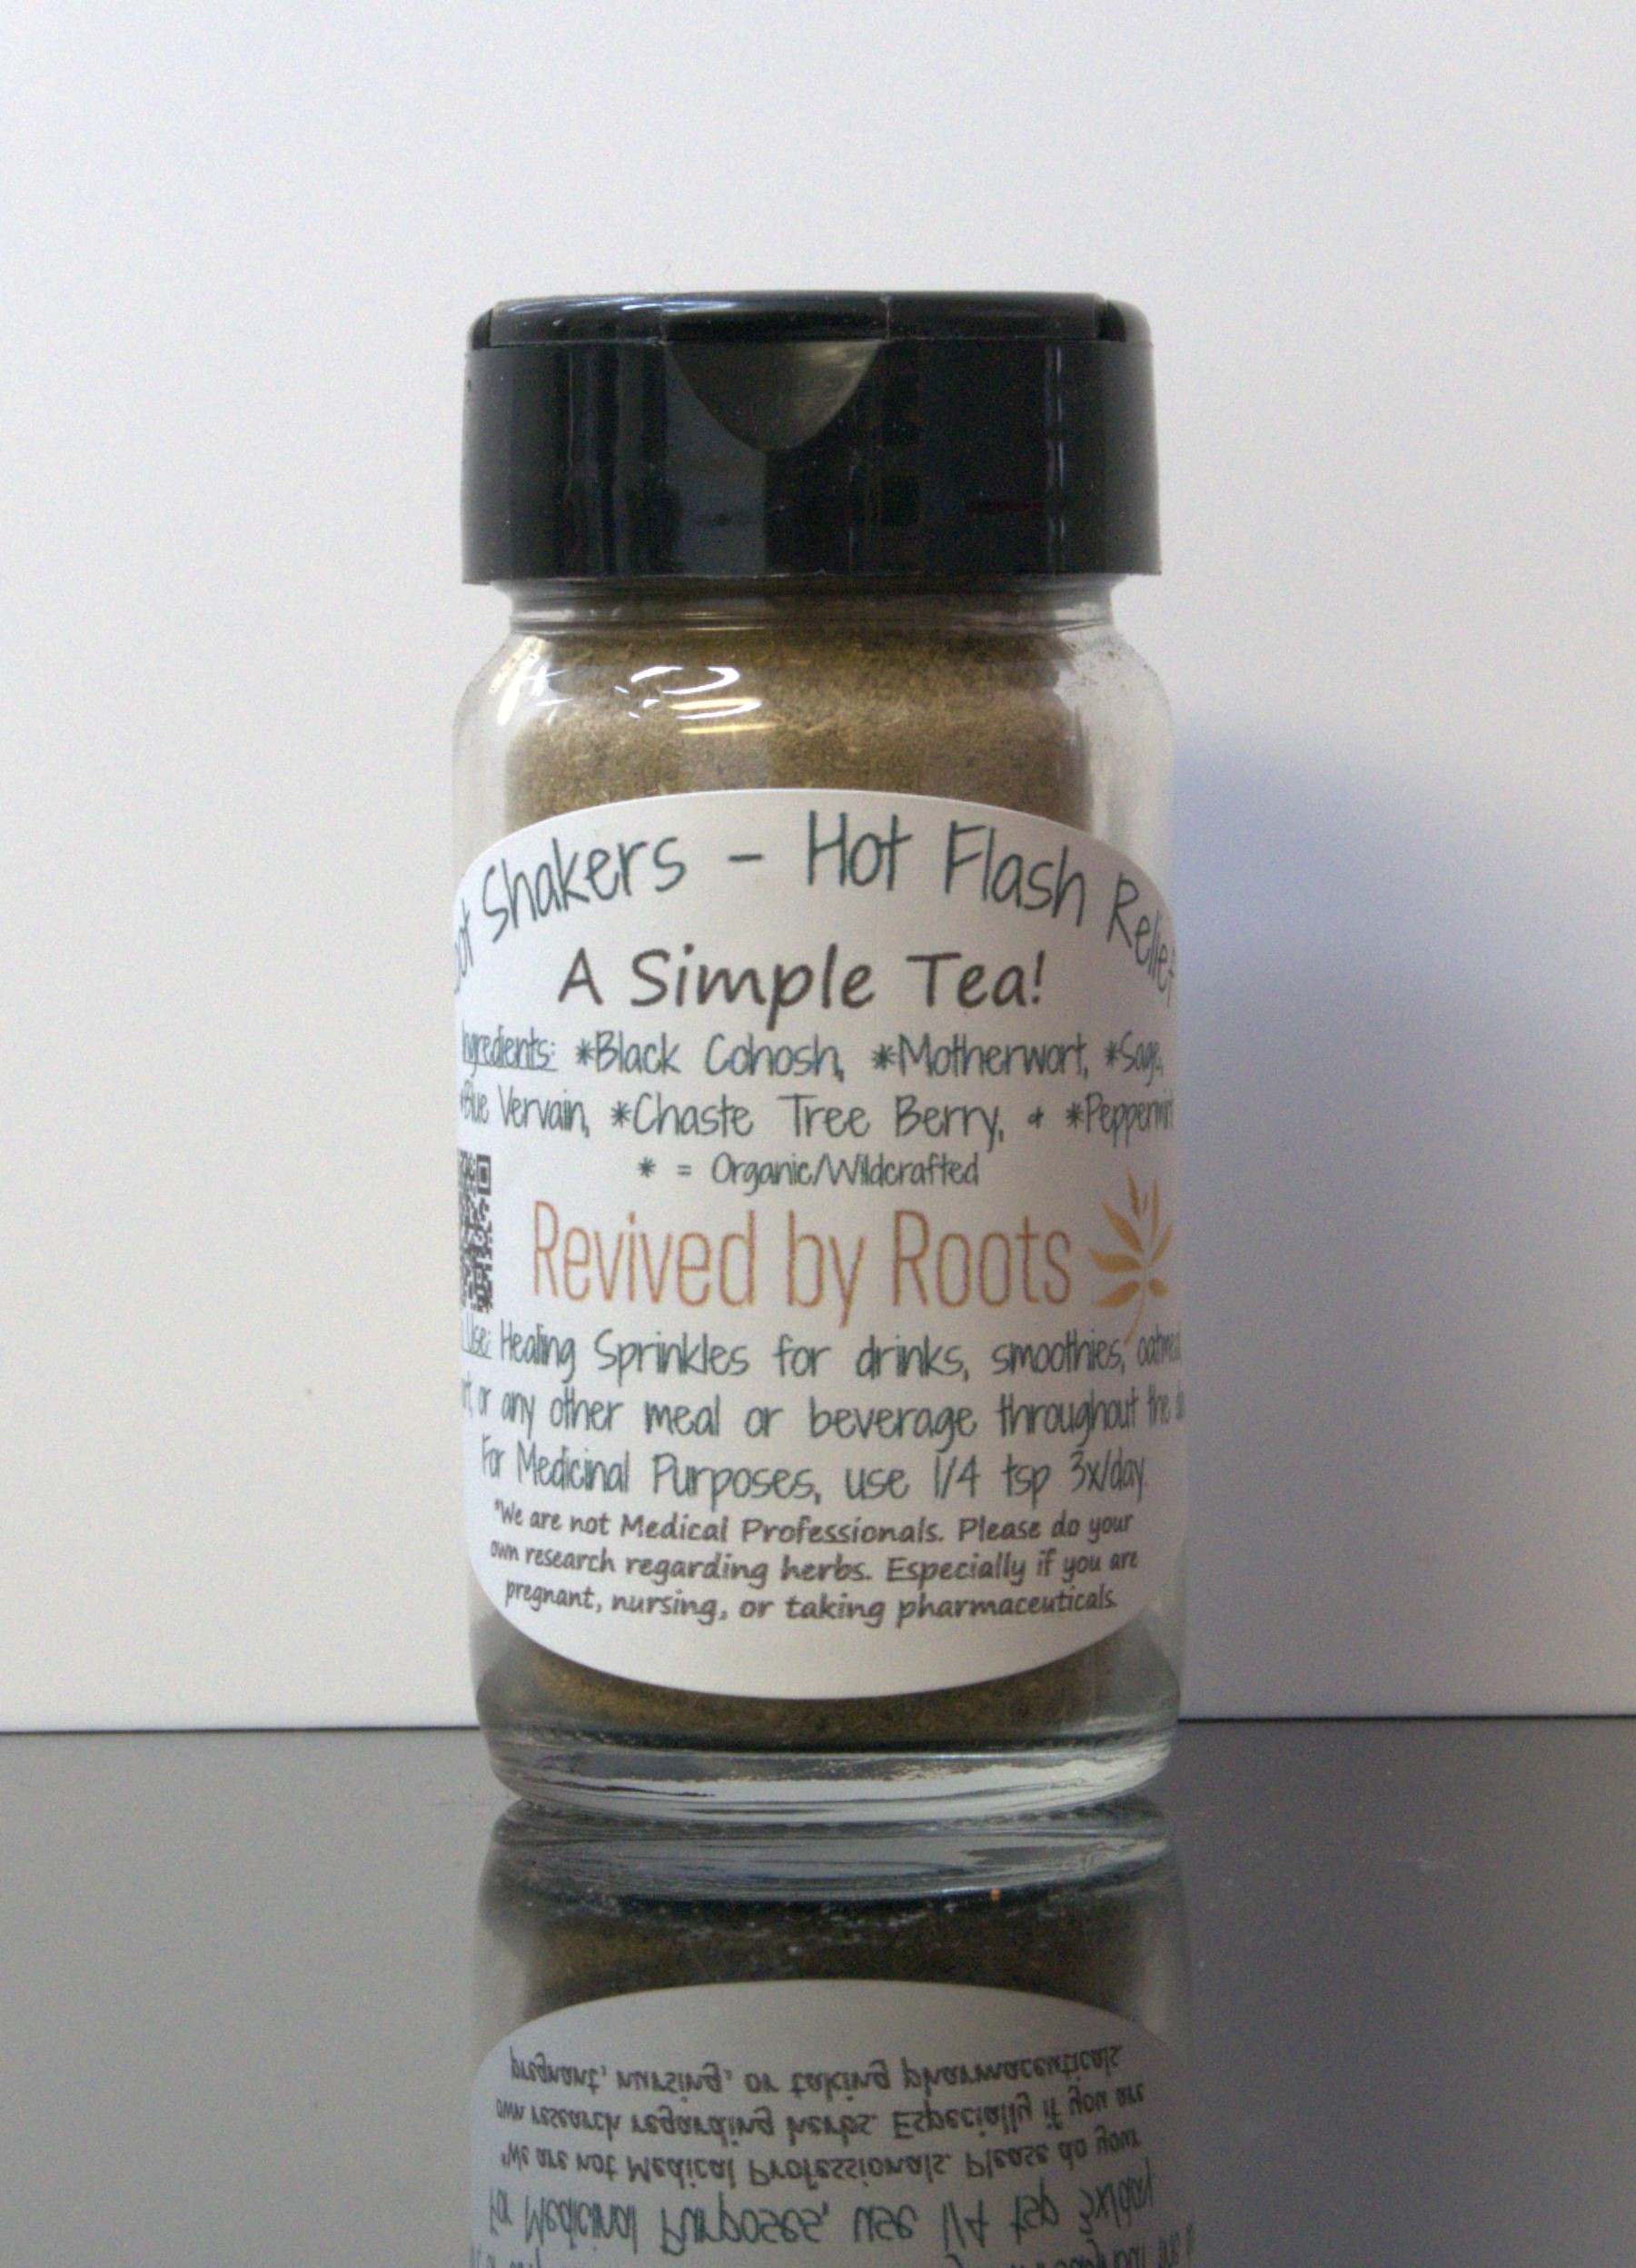 Shakers - Hot Flash Relief
A Simple Tea!
Ingredients: *Black Cohosh, *Motherwort, *Sage,
*Blue Vervain, *Chaste Tree Berry, & *Peppermint
* = Organic/Wildcrafted
Revived by Roots
Use: Healing Sprinkles for drinks, smoothies, oatmeal
or any other meal or beverage throughout the
For Medicinal Purposes, use 1/4 tsp 3x/day.
*We are not Medical Professionals. Please do your
own research regarding herbs. Especially if you are
pregnant, nursing, or taking pharmaceuticals.